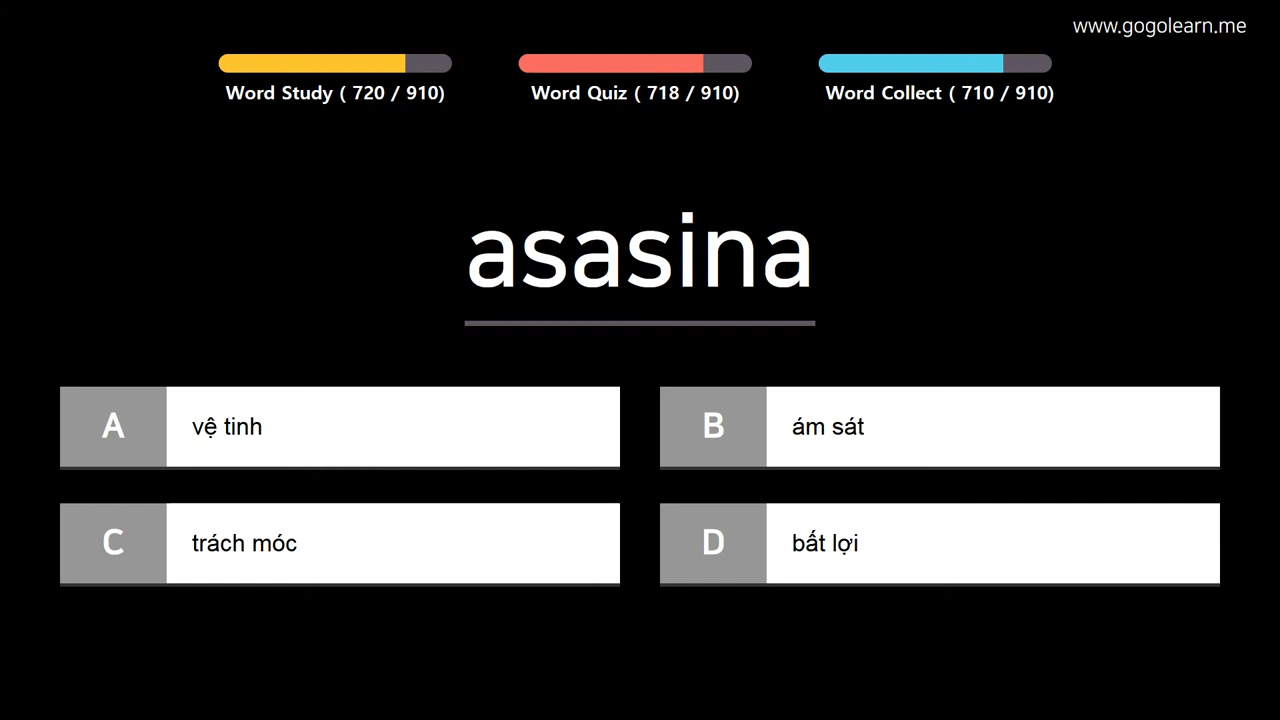 www.gogolearn.me
Word Study ( 720 / 910)
Word Quiz ( 718 / 910)
Word Collect ( 710 / 910)
asasina
A vệ tinh
B ám sát
C trách móc
D bất lợi